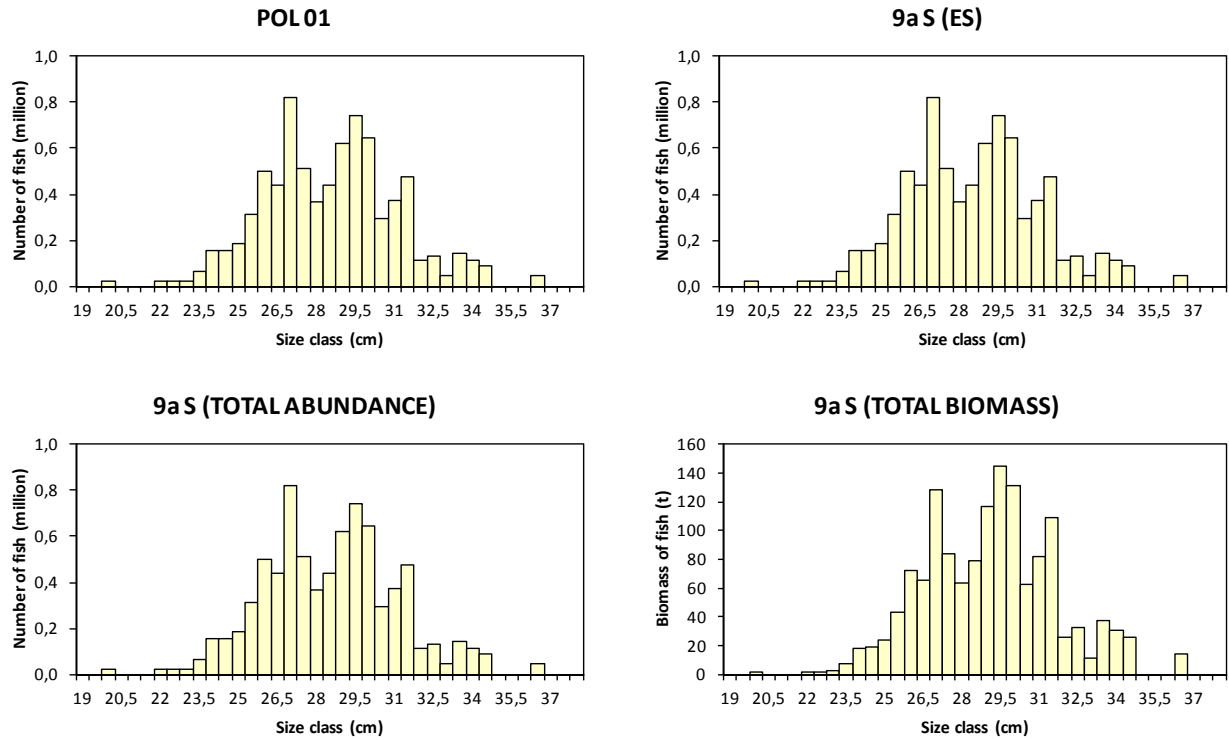 POL 01
1,0
0,8
0,6
0,4
0,2
0,0
Number of fish (million)
19 20,5 22 23,5 25 26,5 28 29,5 31 32,5 34 35,5 37
Size class (cm)
9a S (ES)
1,0
0,8
0,6
0,4
0,2
0,0
Number of fish (million)
19 20,5 22 23,5 25 26,5 28 29,5 31 32,5 34 35,5 37
Size class (cm)
9a S (TOTAL ABUNDANCE)
1,0
0,8
0,6
0,4
0,2
0,0
Number of fish (million)
19 20,5 22 23,5 25 26,5 28 29,5 31 32,5 34 35,5 37
Size class (cm)
9a S (TOTAL BIOMASS)
160
140
120
100
80
60
40
20
0
Biomass of fish (t)
19 20,5 22 23,5 25 26,5 28 29,5 31 32,5 34 35,5 37
Size class (cm)